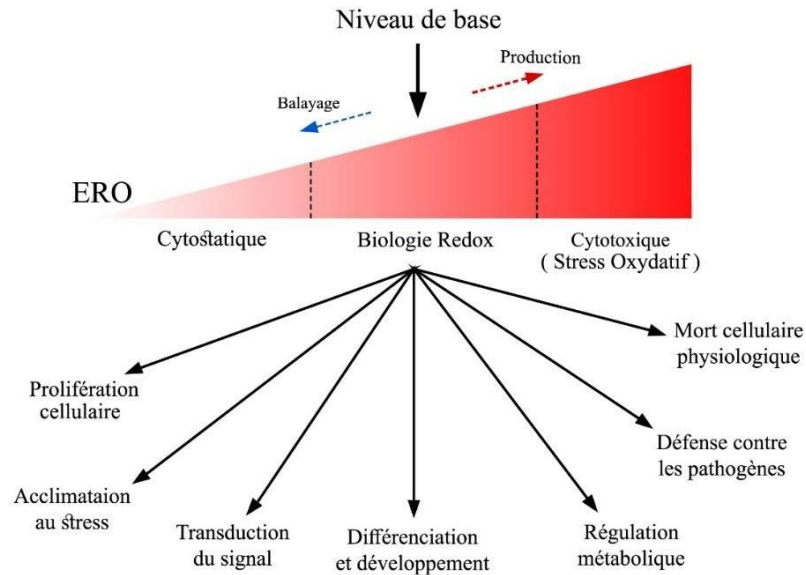 Niveau de base
Production
Balayage
ERO
Cytostatique
Biologie Redox
Cytotoxique
( Stress Oxydatif )
Mort cellulaire
physiologique
Prolifération
cellulaire
Défense contre
les pathogènes
Acclimataion
au stress
Transduction
du signal
Différenciation
et développement
Régulation
métabolique